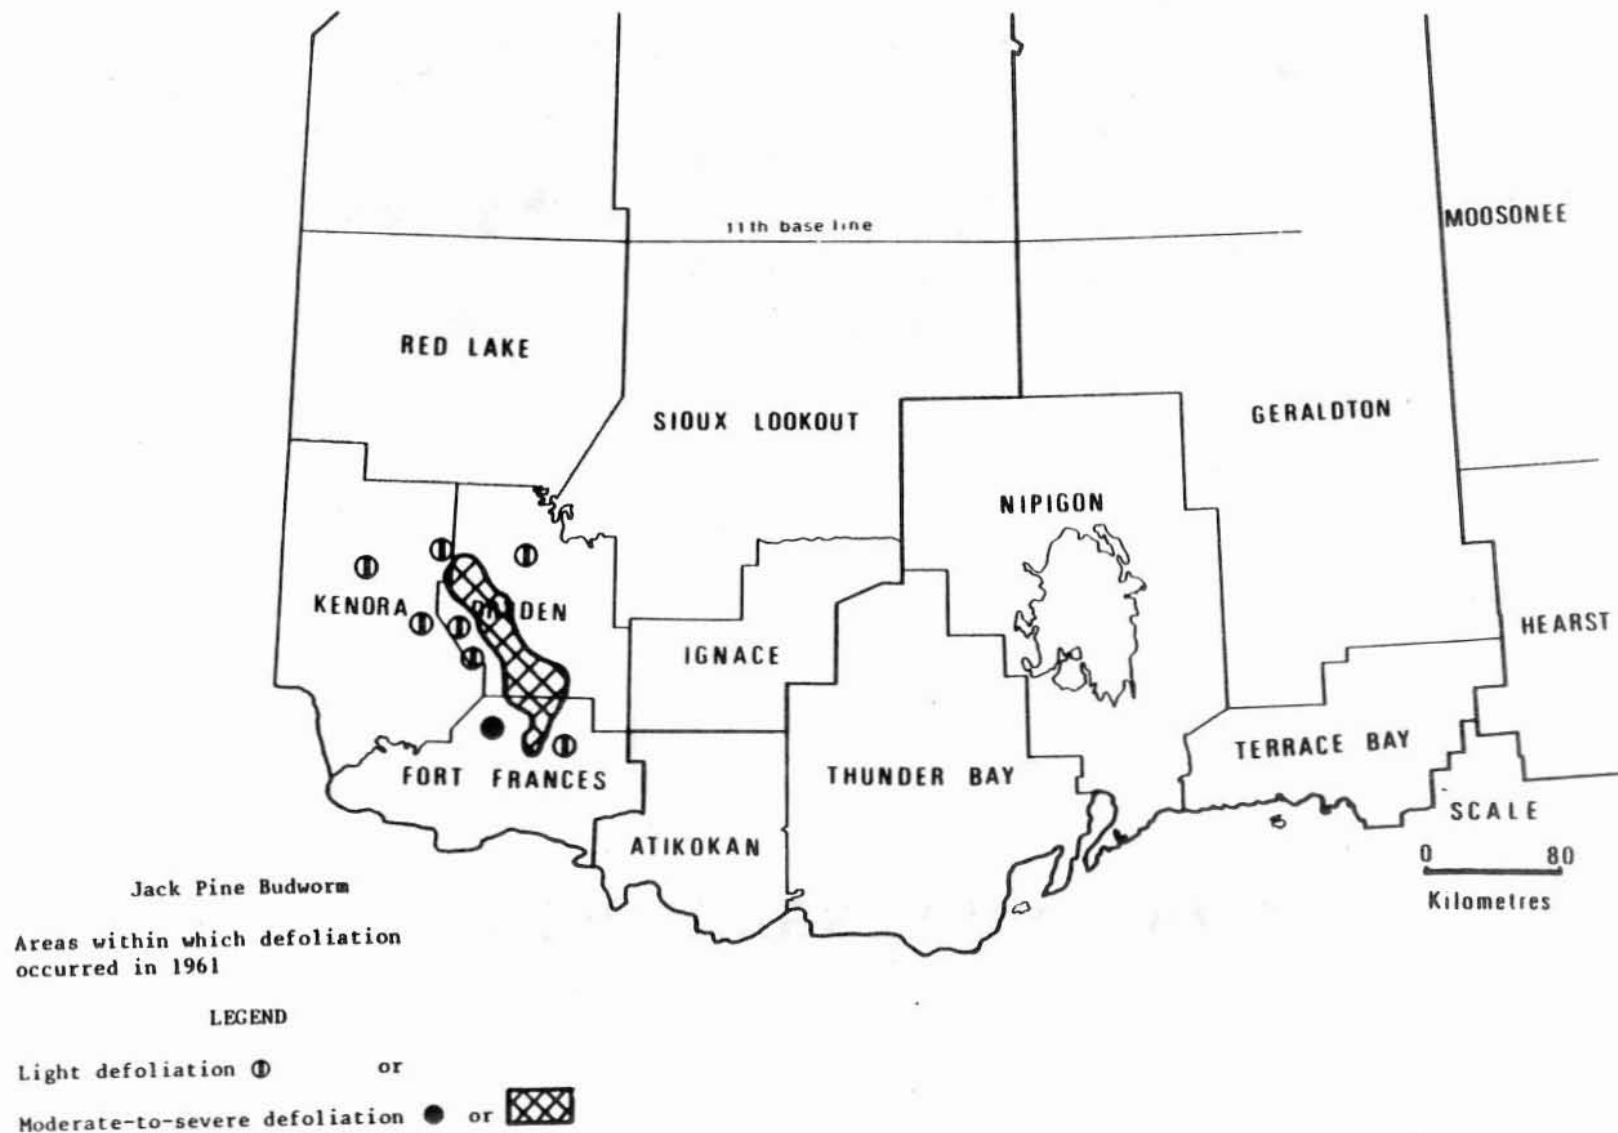 11th base line
MOOSONEE
RED LAKE
SIOUX LOOKOUT
GERALDTON
NIPIGON
KENORA
HEARST
IGNACE
TERRACE BAY
FORT FRANCES
THUNDER BAY
ATIKOKAN
SCALE
0 80
Kilometres
Jack Pine Budworm
Areas within which defoliation
occurred in 1961
LEGEND
Light defoliation or
Moderate-to-severe defoliation or